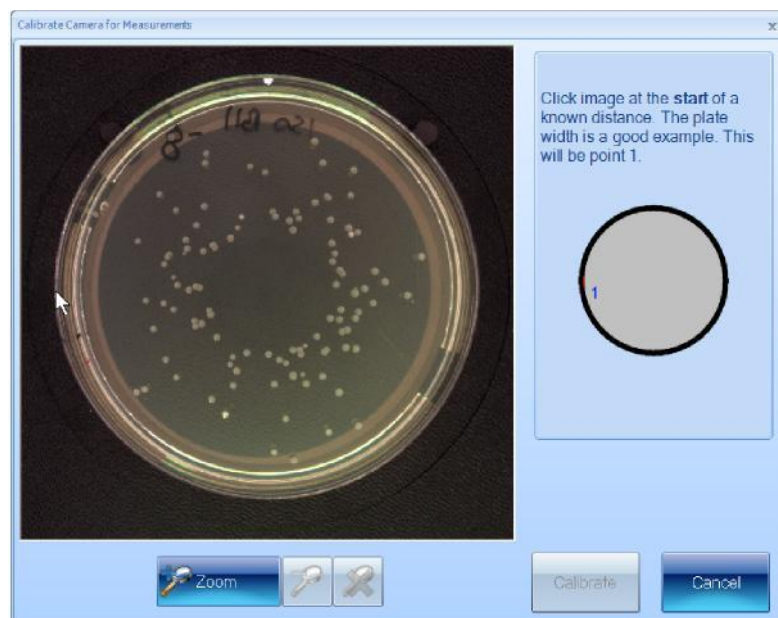 Calibrate Camera for Measurements
x
Click image at the start of a
known distance. The plate
width is a good example. This
will be point 1.
1
Zoom
Calibrate
Cancel